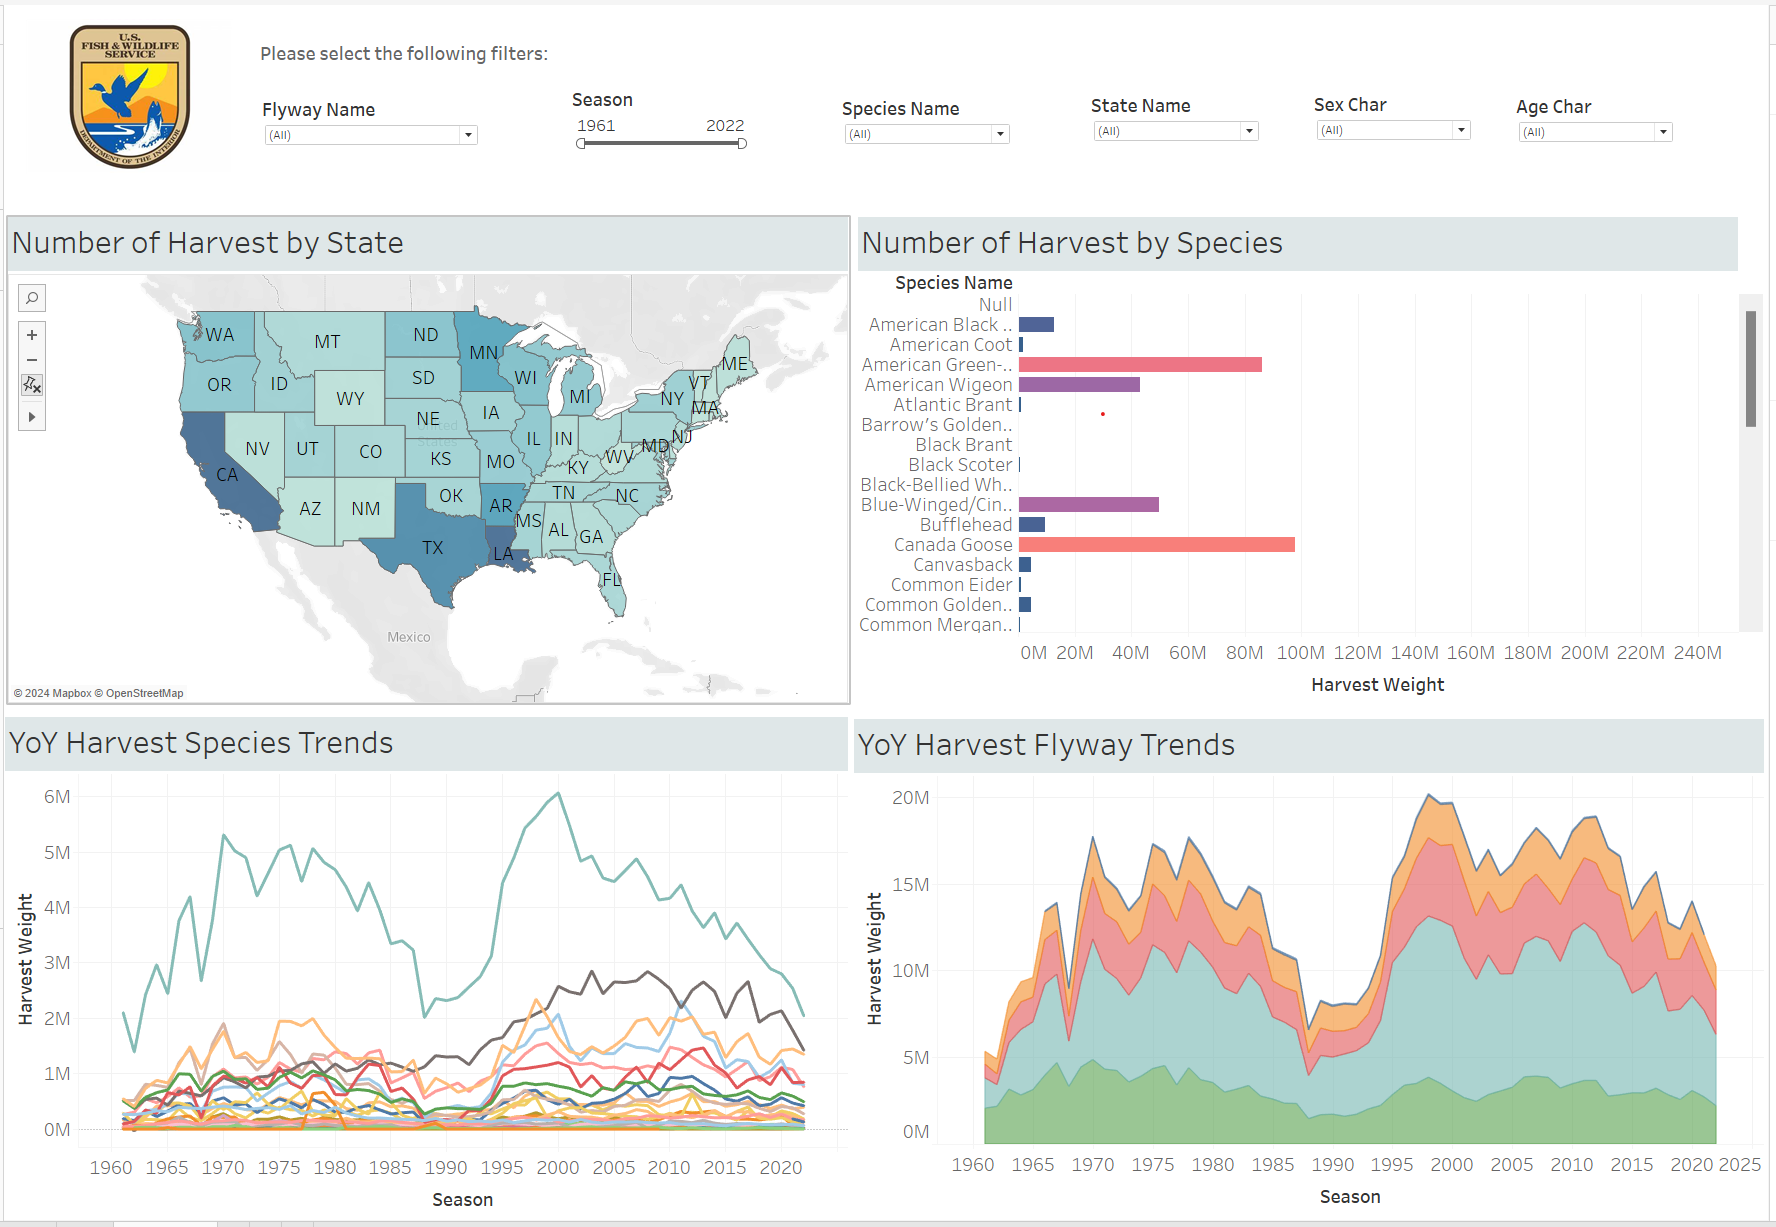 U.S.
FISH & WILDLIFE
SERVICE
DEPARTMENT OF THE INTERIOR
Please select the following filters:
Flyway Name
(All)
Season
1961 2022
Species Name
(All)
State Name
(All)
Sex Char
(All)
Age Char
(All)
Number of Harvest by State
WA
MT
ND
MN
ME
OR
ID
SD
WI
VT
WY
MI
NY
MA
NE
IA
United
States
NV
UT
CO
KS
MO
IL
IN
MD
NJ
CA
KY
WV
AZ
NM
OK
AR
TN
NC
MS
AL
GA
TX
LA
FL
Mexico
© 2024 Mapbox © OpenStreetMap
Number of Harvest by Species
Species Name
Null
American Black ..
American Coot
American Green-..
American Wigeon
Atlantic Brant
Barrow's Golden..
Black Brant
Black Scoter
Black-Bellied Wh..
Blue-Winged/Cin..
Bufflehead
Canada Goose
Canvasback
Common Eider
Common Golden..
Common Mergan..
0M 20M 40M 60M 80M 100M 120M 140M 160M 180M 200M 220M 240M
Harvest Weight
YoY Harvest Species Trends
6M
5M
4M
3M
2M
1M
0M
Harvest Weight
1960 1965 1970 1975 1980 1985 1990 1995 2000 2005 2010 2015 2020
Season
YoY Harvest Flyway Trends
20M
15M
10M
5M
0M
Harvest Weight
1960 1965 1970 1975 1980 1985 1990 1995 2000 2005 2010 2015 2020 2025
Season